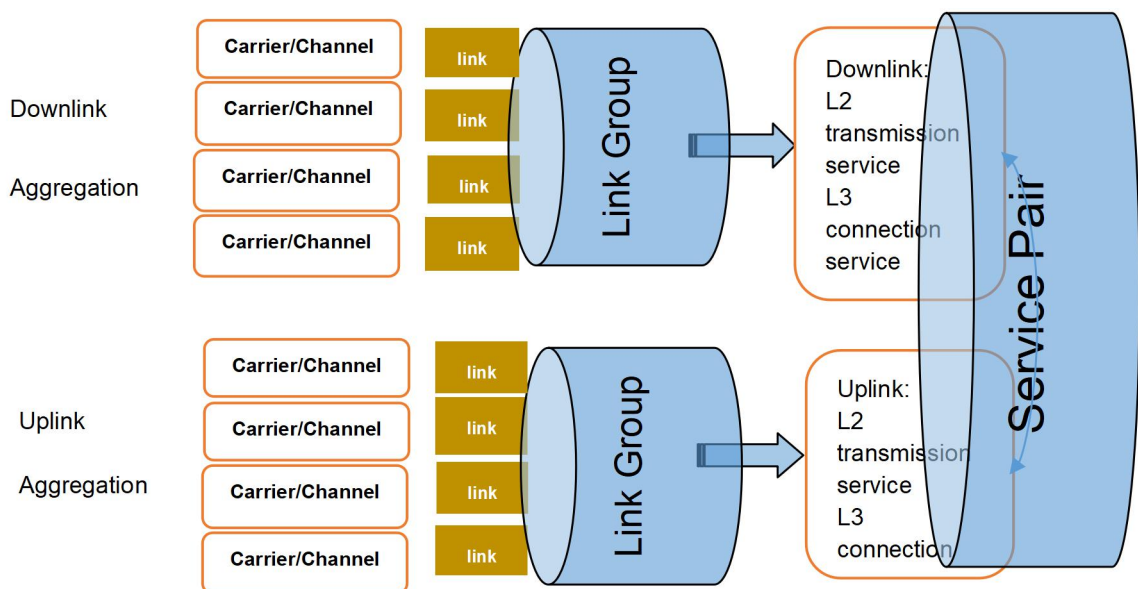 Downlink
Aggregation
Carrier/Channel
Carrier/Channel
Carrier/Channel
Carrier/Channel
link
link
link
link
Link Group
Downlink:
L2
transmission
service
L3
connection
service
Service Pair
Uplink
Aggregation
Carrier/Channel
Carrier/Channel
Carrier/Channel
Carrier/Channel
link
link
link
link
Link Group
Uplink:
L2
transmission
service
L3
connection